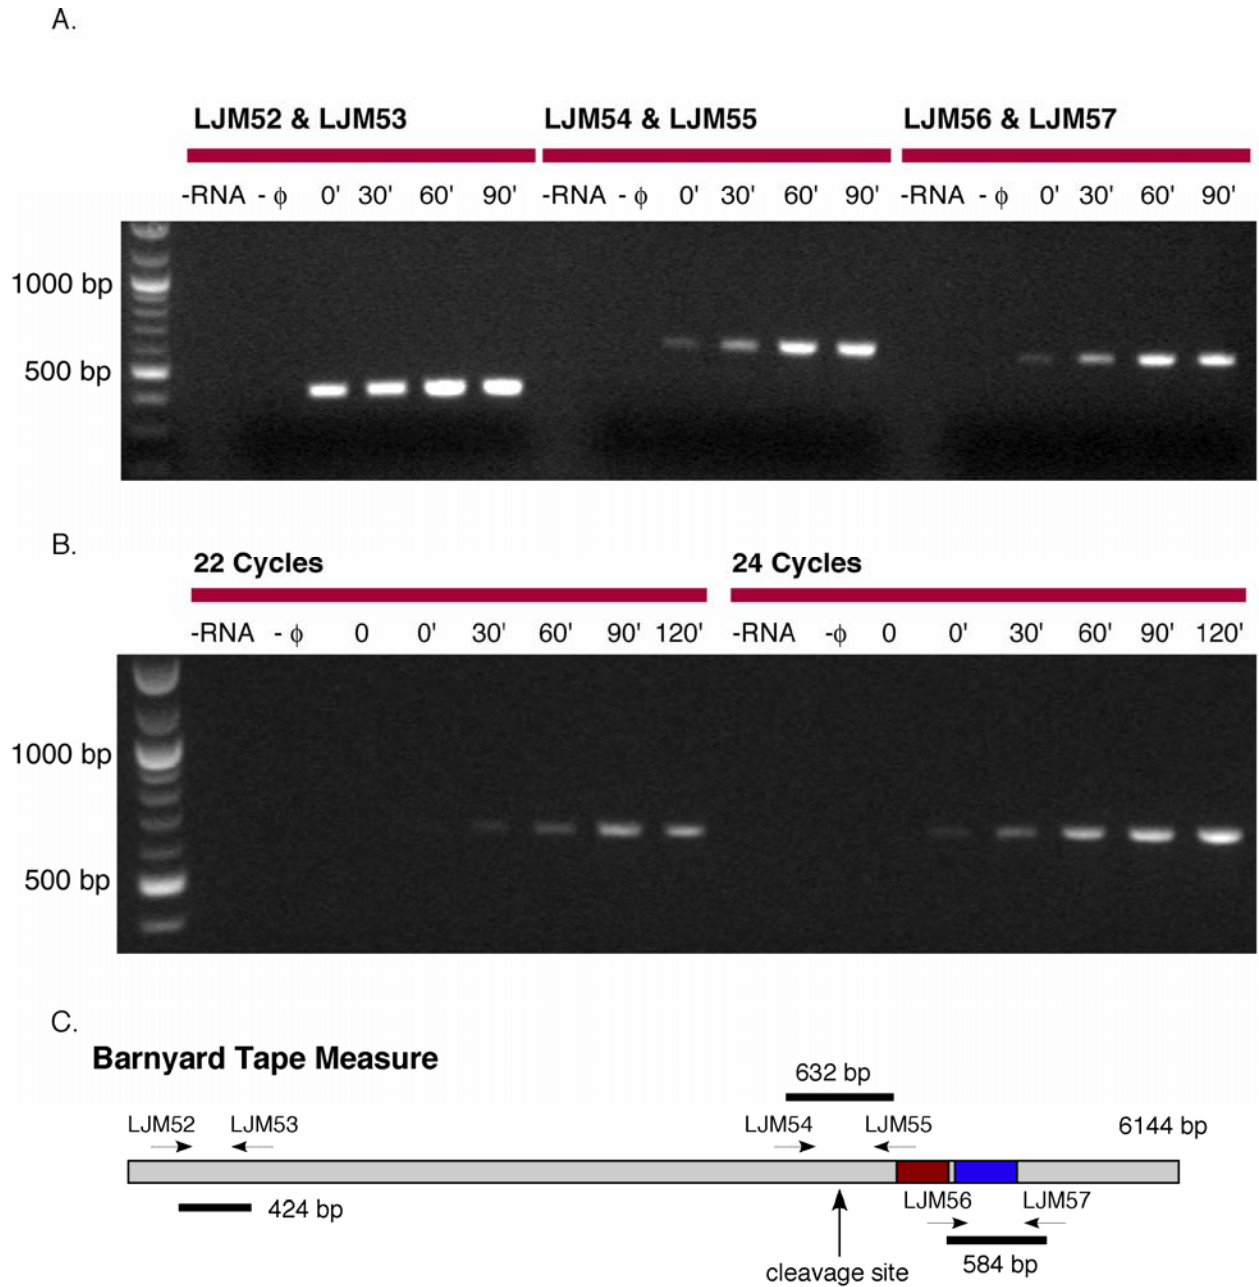 A.
LJM52 & LJM53 LJM54 & LJM55 LJM56 & LJM57
-RNA - ϕ 0' 30' 60' 90' -RNA - ϕ 0' 30' 60' 90' -RNA - ϕ 0' 30' 60' 90'
1000 bp
500 bp
B.
22 Cycles 24 Cycles
-RNA - ϕ 0 0' 30' 60' 90' 120' -RNA -ϕ 0 0' 30' 60' 90' 120'
1000 bp
500 bp
C.
Barnyard Tape Measure
632 bp
LJM52 LJM53 LJM54 LJM55 6144 bp
LJM56 LJM57
424 bp
584 bp
cleavage site